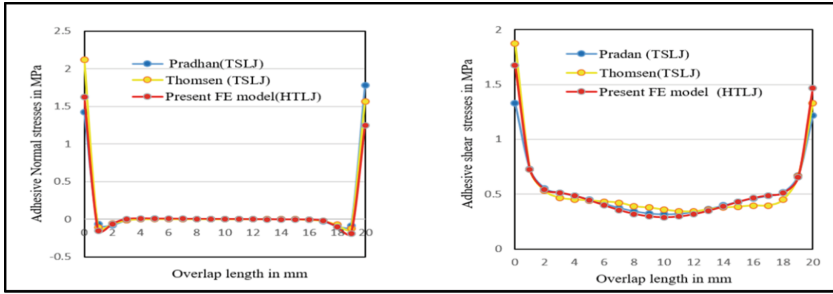 2.5
2
1.5
1
0.5
0
-0.5
Adhesive Normal stresses in MPa
Pradhan(TSLJ)
Thomsen (TSLJ)
Present FE model(HTLJ)
0 2 4 6 8 10 12 14 16 18 20
Overlap length in mm
2
1.5
1
0.5
0
Adhesive shear stresses in MPa
Pradan (TSLJ)
Thomsen(TSLJ)
Present FE model (HTLJ)
0 2 4 6 8 10 12 14 16 18 20
Overlap length in mm